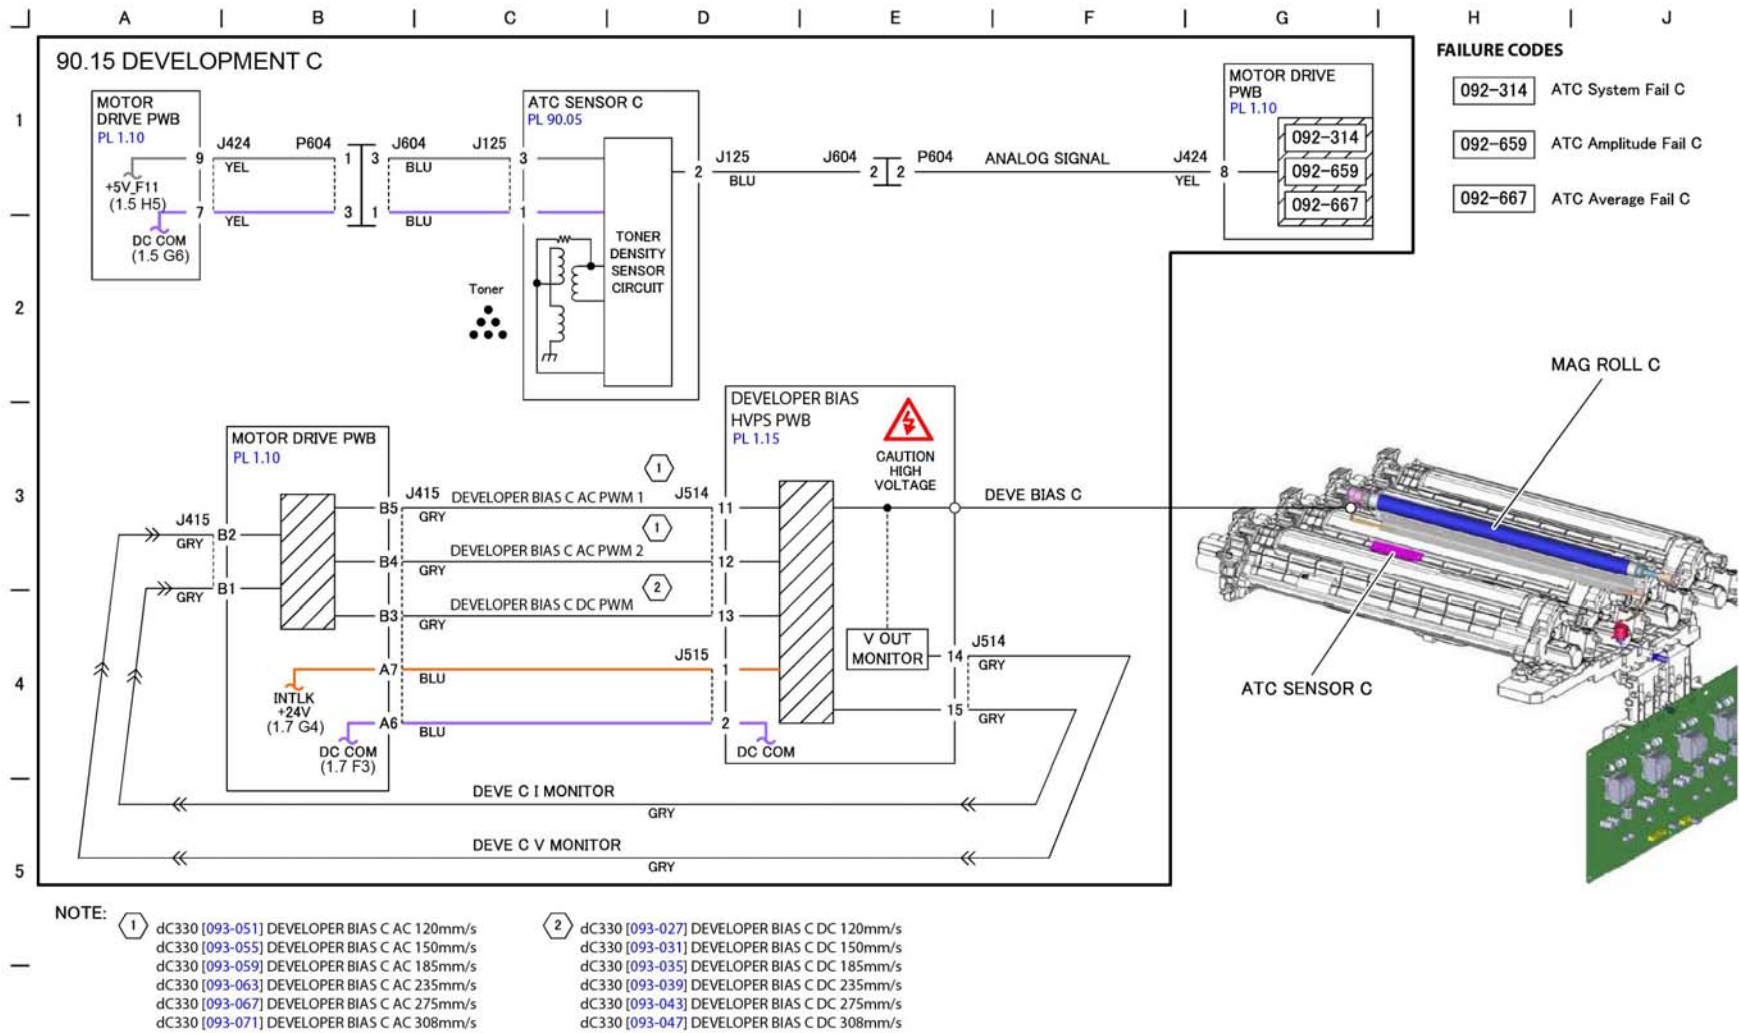 A B C D E F G H J
1
2
3
4
5
90.15 DEVELOPMENT C
FAILURE CODES
092-314 ATC System Fail C
092-659 ATC Amplitude Fail C
092-667 ATC Average Fail C
MOTOR
DRIVE PWB
PL 1.10
+5V_F11
(1.5 H5)
DC COM
(1.5 G6)
9 J424 P604 1 3 J604 J125 3
YEL BLU
7 3 1 1
YEL BLU
ATC SENSOR C
PL 90.05
TONER
DENSITY
SENSOR
CIRCUIT
Toner
2 J125 J604 2 2 P604 ANALOG SIGNAL J424 8
BLU YEL
MOTOR DRIVE
PWB
PL 1.10
092-314
092-659
092-667
MOTOR DRIVE PWB
PL 1.10
J415
B2
GRY
B1
GRY
B5 J415 DEVELOPER BIAS C AC PWM 1 J514 11
GRY
1
B4 DEVELOPER BIAS C AC PWM 2 12
GRY
1
B3 DEVELOPER BIAS C DC PWM 13
GRY
2
A7 J515 1
BLU
A6 2
BLU
INTLK
+24V
(1.7 G4)
DC COM
(1.7 F3)
DEVELOPER BIAS
HVPS PWB
PL 1.15
CAUTION
HIGH
VOLTAGE
DEVE BIAS C
V OUT
MONITOR
14 J514
GRY
15
GRY
DC COM
DEVE C I MONITOR
GRY
DEVE C V MONITOR
GRY
MAG ROLL C
ATC SENSOR C
NOTE:
1
dC330 [093-051] DEVELOPER BIAS C AC 120mm/s
dC330 [093-055] DEVELOPER BIAS C AC 150mm/s
dC330 [093-059] DEVELOPER BIAS C AC 185mm/s
dC330 [093-063] DEVELOPER BIAS C AC 235mm/s
dC330 [093-067] DEVELOPER BIAS C AC 275mm/s
dC330 [093-071] DEVELOPER BIAS C AC 308mm/s
2
dC330 [093-027] DEVELOPER BIAS C DC 120mm/s
dC330 [093-031] DEVELOPER BIAS C DC 150mm/s
dC330 [093-035] DEVELOPER BIAS C DC 185mm/s
dC330 [093-039] DEVELOPER BIAS C DC 235mm/s
dC330 [093-043] DEVELOPER BIAS C DC 275mm/s
dC330 [093-047] DEVELOPER BIAS C DC 308mm/s